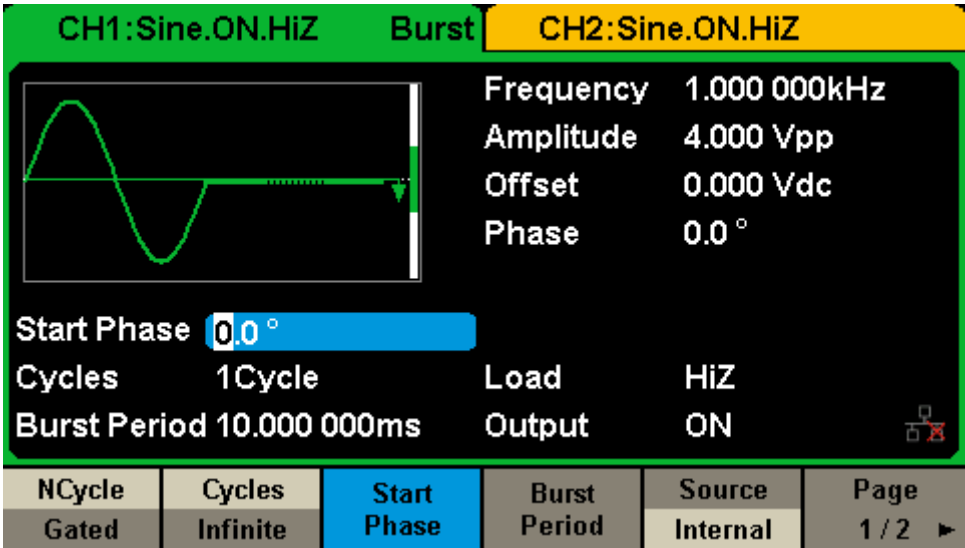 CH1:Sine.ON.HiZ Burst CH2:Sine.ON.HiZ
Frequency 1.000 000kHz
Amplitude 4.000 Vpp
Offset 0.000 Vdc
Phase 0.0 °
Start Phase 0.0 °
Cycles 1Cycle Load HiZ
Burst Period 10.000 000ms Output ON
NCycle Cycles Start Burst Source Page
Gated Infinite Phase Period Internal 1 / 2 ►